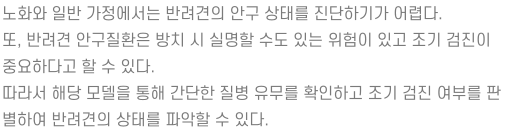 노화와 일반 가정에서는 반려견의 안구 상태를 진단하기가 어렵다.
또, 반려견 안구질환은 방치 시 실명할 수도 있는 위험이 있고 조기 검진이
중요하다고 할 수 있다.
따라서 해당 모델을 통해 간단한 질병 유무를 확인하고 조기 검진 여부를 판
별하여 반려견의 상태를 파악할 수 있다.